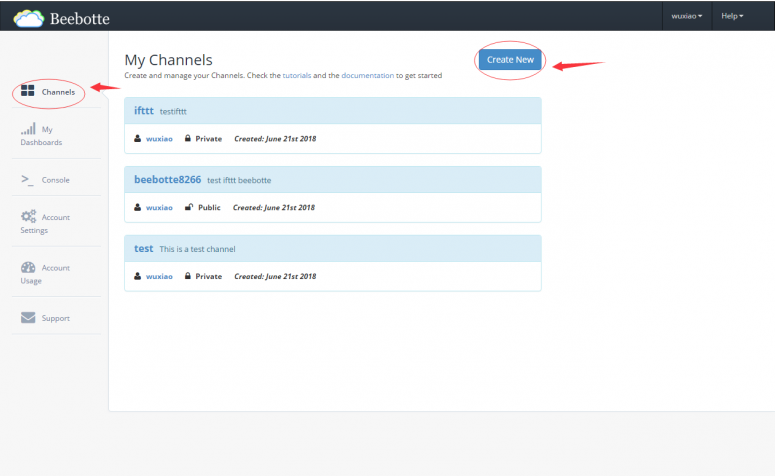 Beebotte
wuxiao
Help
My Channels
Create New
Create and manage your Channels. Check the tutorials and the documentation to get started
Channels
My
Dashboards
>_ Console
Account
Settings
Account
Usage
Support
ifttt testifttt
wuxiao Private Created: June 21st 2018
beebotte8266 test ifttt beebotte
wuxiao Public Created: June 21st 2018
test This is a test channel
wuxiao Private Created: June 21st 2018